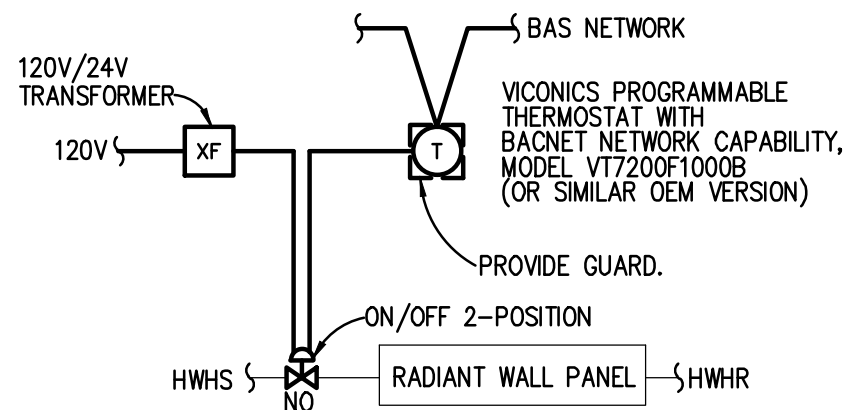 BAS NETWORK
120V/24V
TRANSFORMER
VICONICS PROGRAMMABLE
THERMOSTAT WITH
BACNET NETWORK CAPABILITY,
MODEL VT7200F1000B
(OR SIMILAR OEM VERSION)
120V
XF
T
PROVIDE GUARD.
ON/OFF 2-POSITION
HWHS
RADIANT WALL PANEL
HWHR
NO